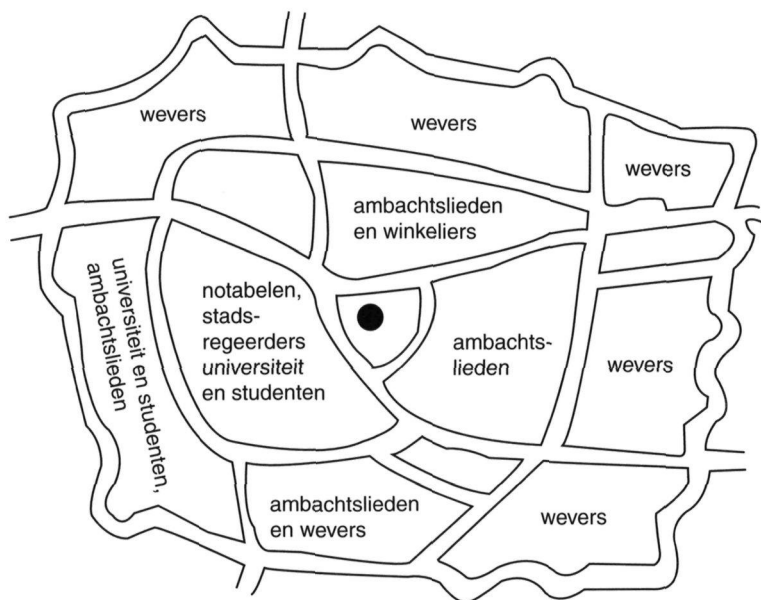 wevers
wevers
wevers
ambachtslieden
en winkeliers
universiteit en studenten,
ambachtslieden
notabelen,
stads-
regeerders
universiteit
en studenten
ambachts-
lieden
wevers
ambachtslieden
en wevers
wevers